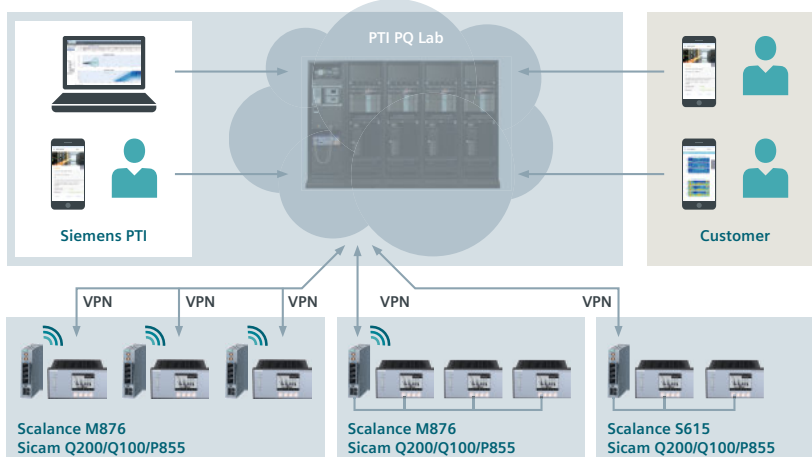 PTI PQ Lab
Siemens PTI
Customer
VPN
VPN
VPN
VPN
VPN
Scalance M876
Sicam Q200/Q100/P855
Scalance M876
Sicam Q200/Q100/P855
Scalance S615
Sicam Q200/Q100/P855